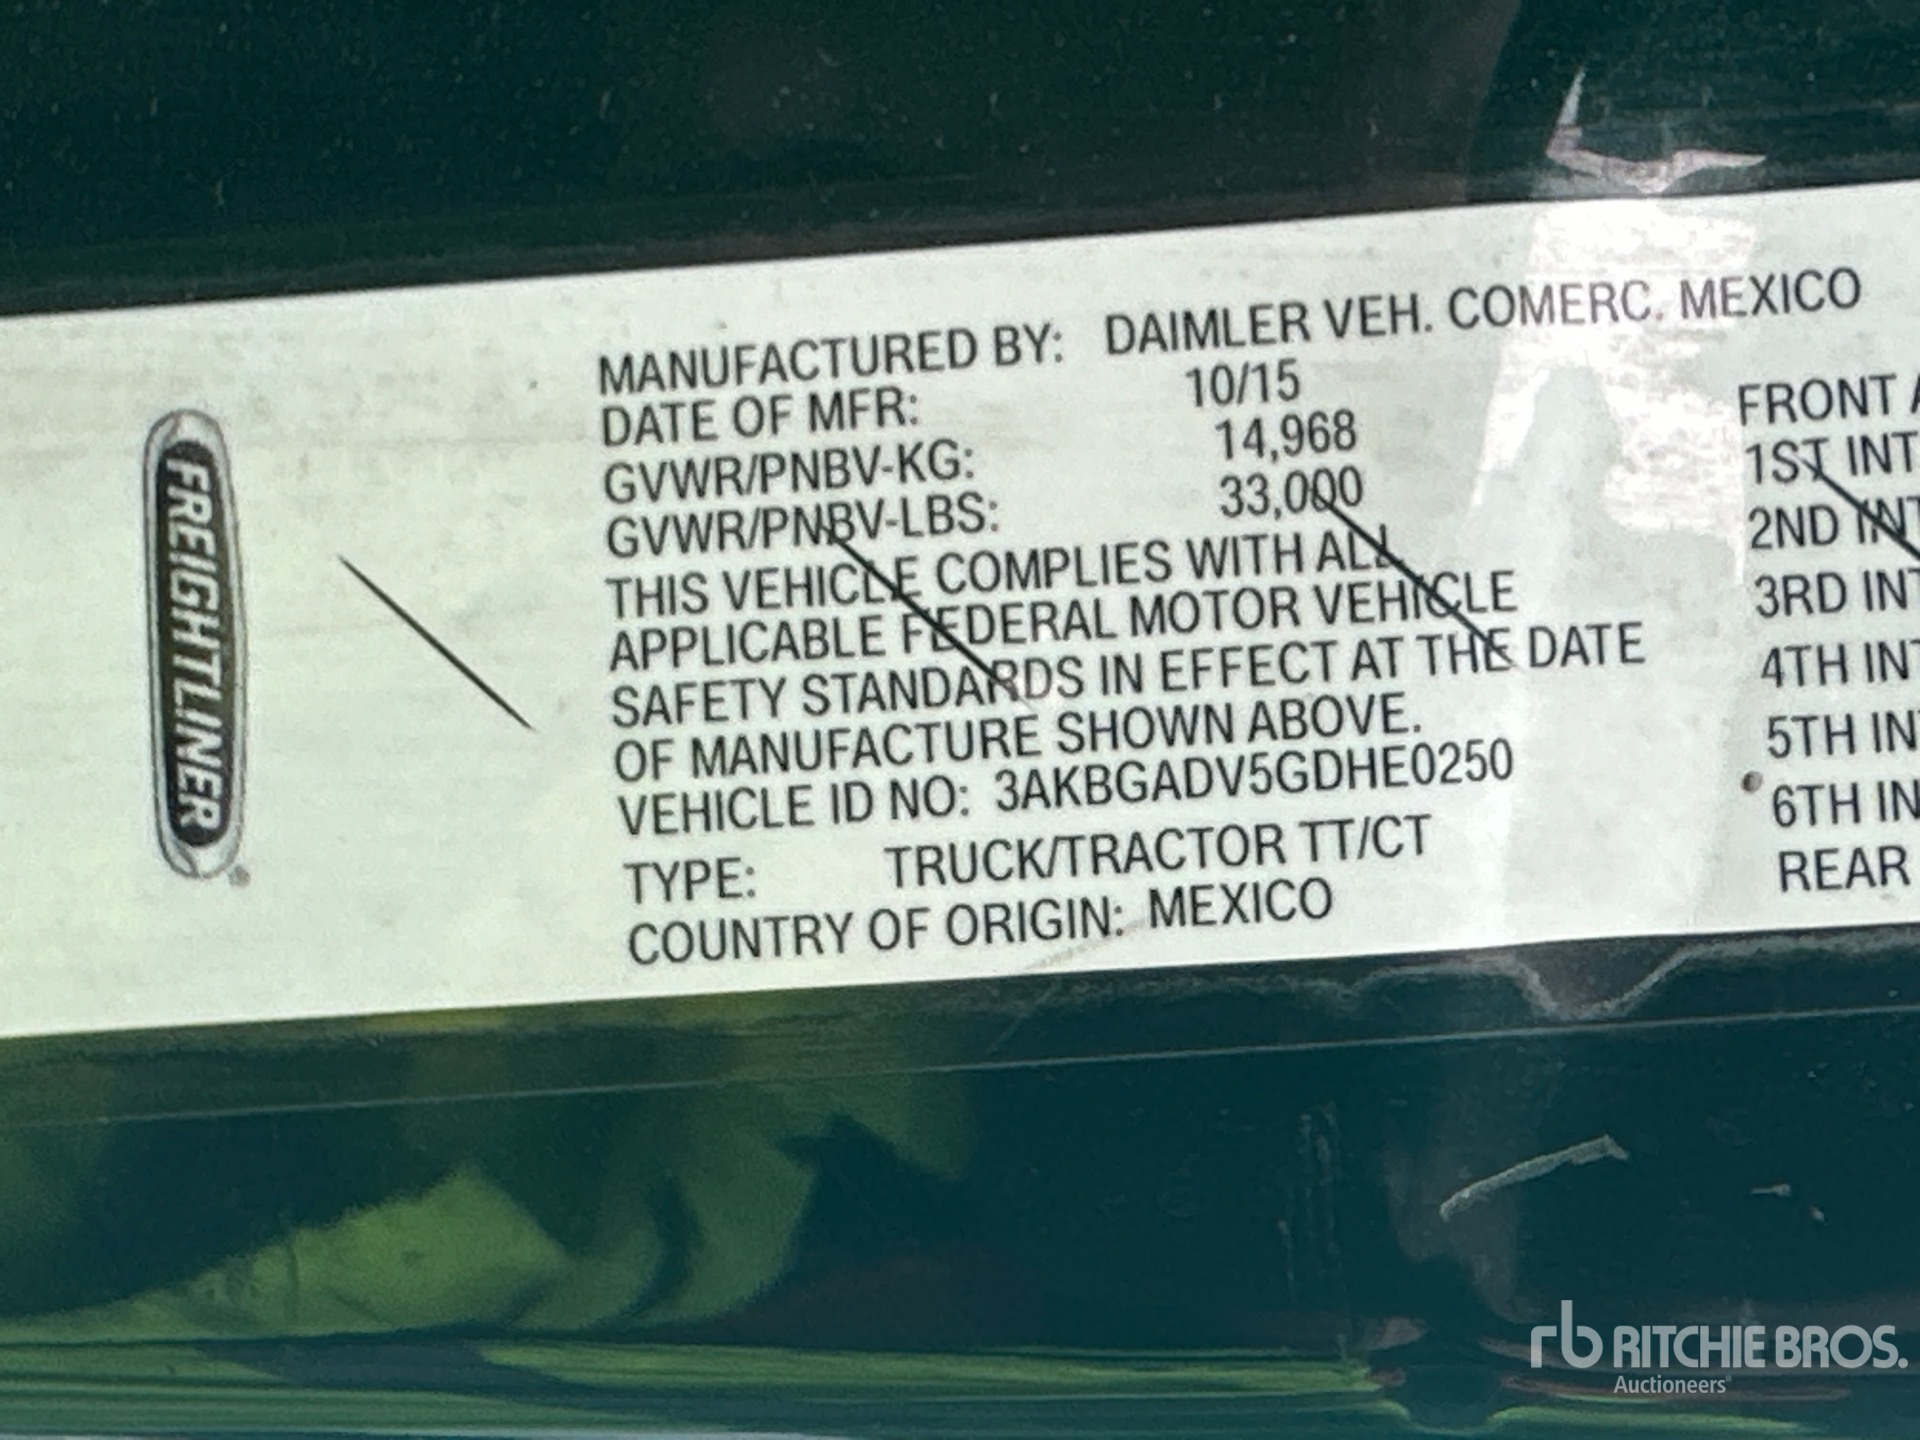 FREIGHTLINER
MANUFACTURED BY: DAIMLER VEH. COMERC. MEXICO
DATE OF MFR: 10/15
GVWR/PNBV-KG: 14,968
GVWR/PNBV-LBS: 33,000
THIS VEHICLE COMPLIES WITH ALL
APPLICABLE FEDERAL MOTOR VEHICLE
SAFETY STANDARDS IN EFFECT AT THE DATE
OF MANUFACTURE SHOWN ABOVE.
VEHICLE ID NO: 3AKBGADV5GDHE0250
TYPE: TRUCK/TRACTOR TT/CT
COUNTRY OF ORIGIN: MEXICO
FRONT
1ST INT
2ND INT
3RD INT
4TH INT
5TH INT
6TH IN
REAR
rb RITCHIE BROS.
Auctioneers